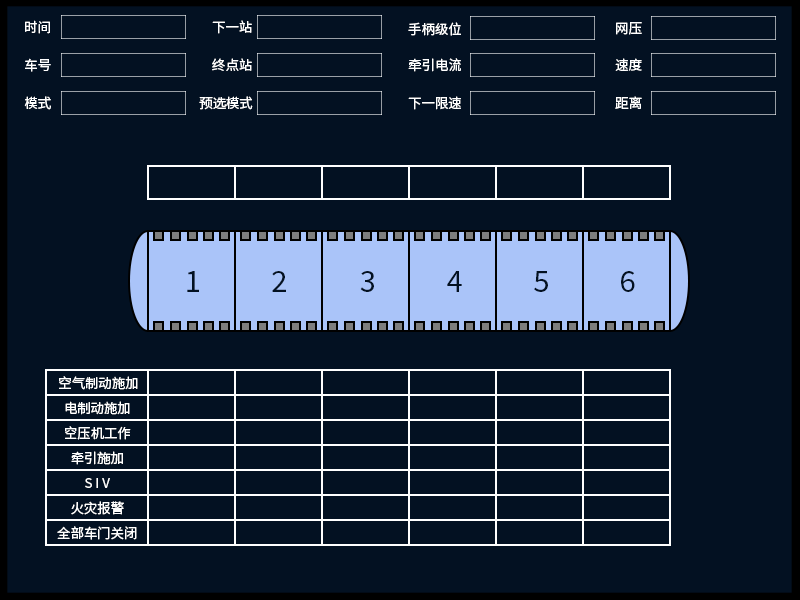 时间 下一站 手柄级位 网压
车号 终点站 牵引电流 速度
模式 预选模式 下一限速 距离
1 2 3 4 5 6
空气制动施加
电制动施加
空压机工作
牵引施加
SIV
火灾报警
全部车门关闭